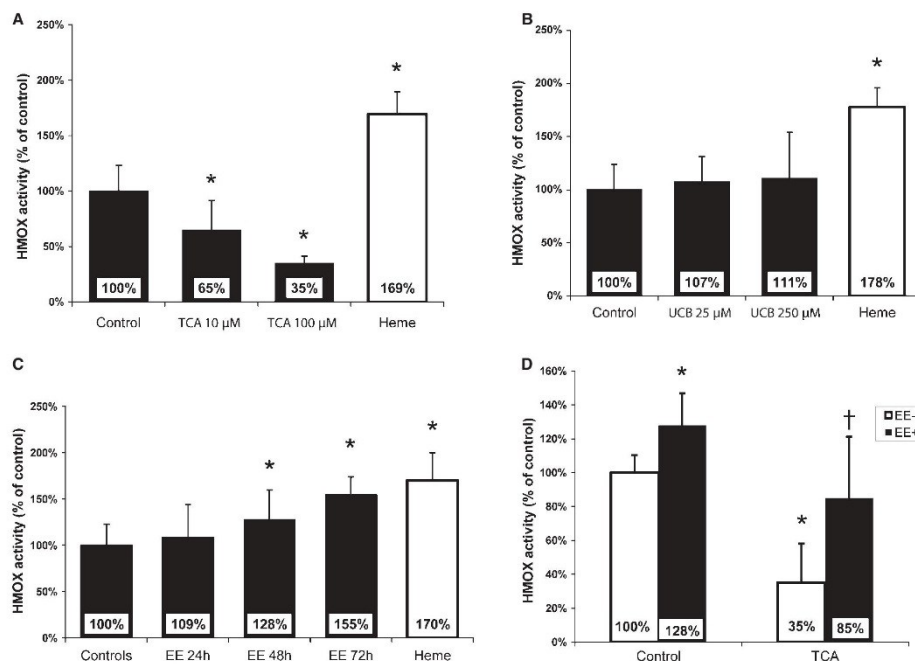 A
HMOX activity (% of control)
250%
200%
150%
100%
50%
0%
*
*
*
100%
65%
35%
169%
Control
TCA 10 µM
TCA 100 µM
Heme
B
HMOX activity (% of control)
250%
200%
150%
100%
50%
0%
*
100%
107%
111%
178%
Control
UCB 25 µM
UCB 250 µM
Heme
C
HMOX activity (% of control)
250%
200%
150%
100%
50%
0%
*
*
*
100%
109%
128%
155%
170%
Controls
EE 24h
EE 48h
EE 72h
Heme
D
HMOX activity (% of control)
160%
140%
120%
100%
80%
60%
40%
20%
0%
*
*
†
EE-
EE+
100%
128%
35%
85%
Control
TCA